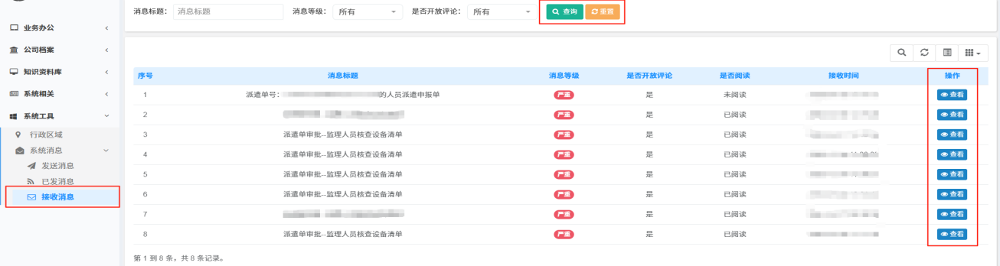 消息标题： 消息标题 消息等级： 所有 是否开放评论： 所有 查询 重置
业务办公
公司档案
知识资料库
系统相关
系统工具
行政区域
系统消息
发送消息
已发消息
接收消息
序号 消息标题 消息等级 是否开放评论 是否阅读 接收时间 操作
1 派遣单号： 的人员派遣申报单 严重 是 未阅读 查看
2 严重 是 已阅读 查看
3 派遣单审批--监理人员核查设备清单 严重 是 已阅读 查看
4 派遣单审批--监理人员核查设备清单 严重 是 已阅读 查看
5 派遣单审批--监理人员核查设备清单 严重 是 已阅读 查看
6 派遣单审批--监理人员核查设备清单 严重 是 已阅读 查看
7 严重 是 已阅读 查看
8 派遣单审批--监理人员核查设备清单 严重 是 已阅读 查看
第 1 到 8 条，共 8 条记录。